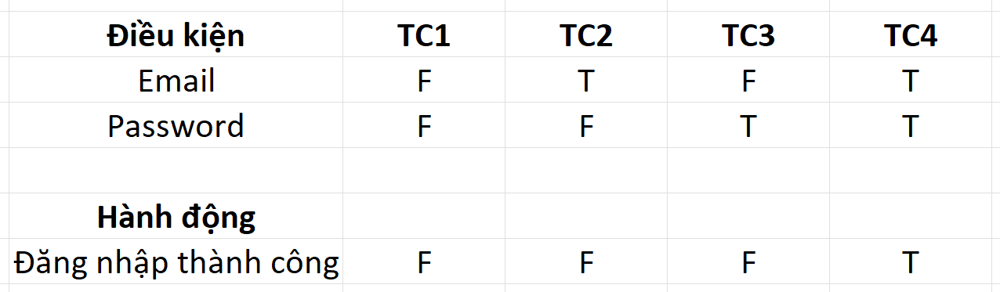 Điều kiện TC1 TC2 TC3 TC4
Email F T F T
Password F F T T
Hành động
Đăng nhập thành công F F F T